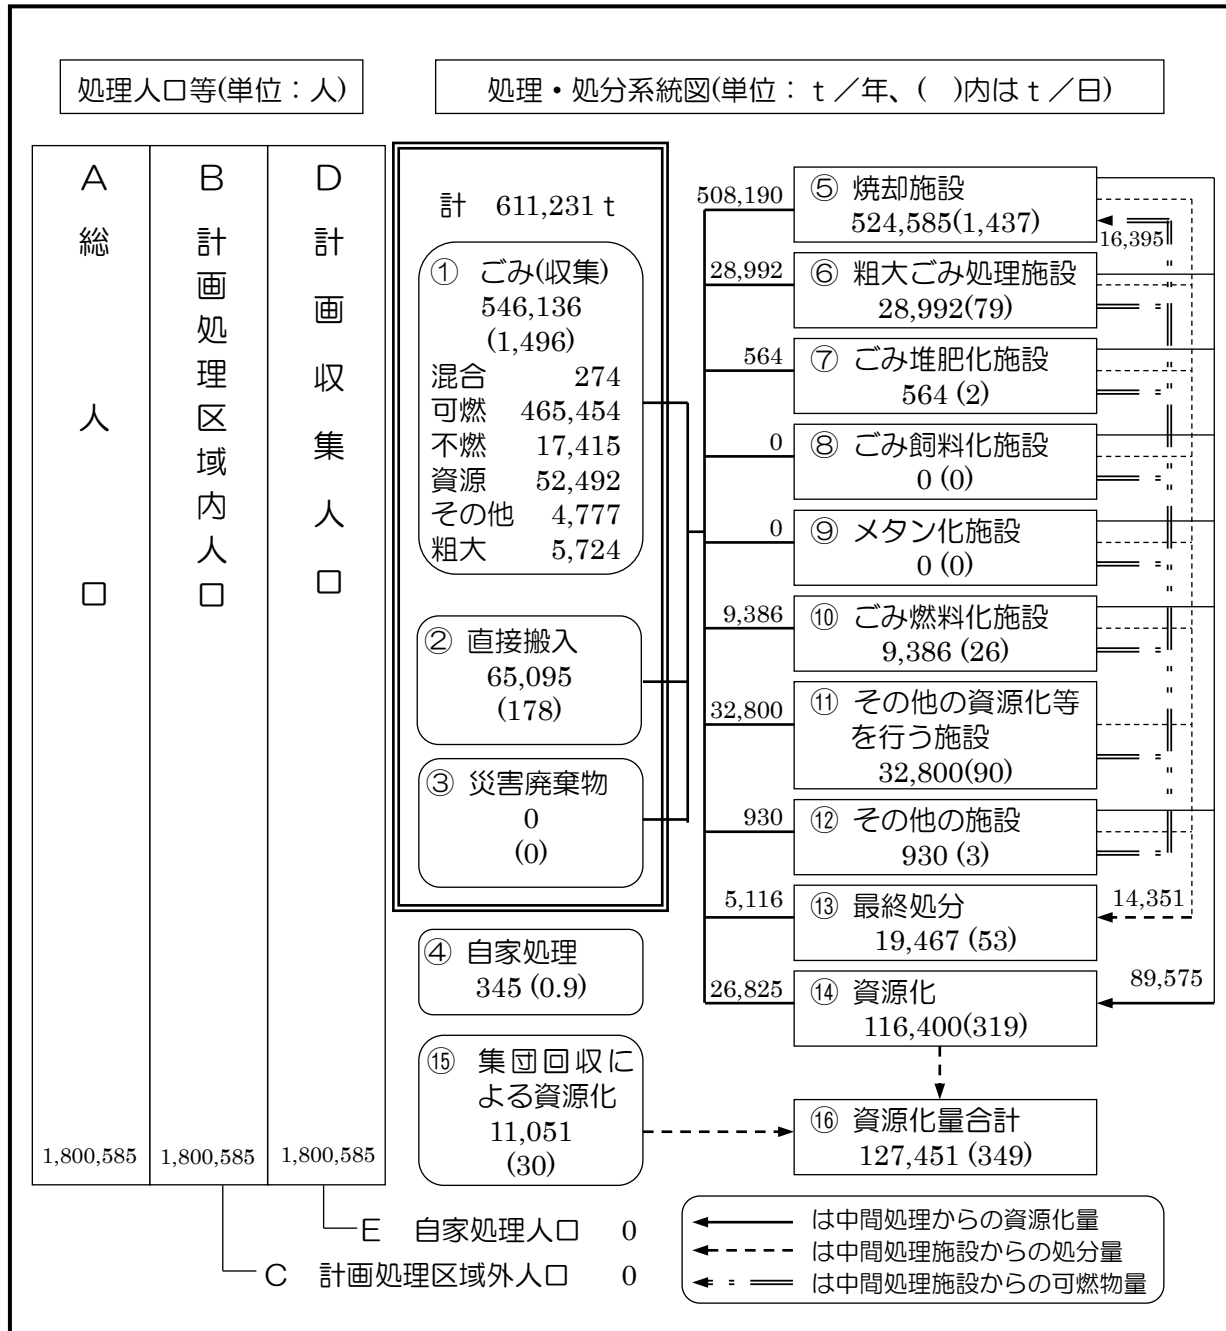 処理人口等(単位：人)
処理・処分系統図(単位：ｔ／年、(　)内はｔ／日)
A 総人口
1,800,585
B 計画処理区域内人口
1,800,585
D 計画収集人口
1,800,585
E 自家処理人口 0
C 計画処理区域外人口 0
計 611,231ｔ
① ごみ(収集)
546,136
(1,496)
混合 274
可燃 465,454
不燃 17,415
資源 52,492
その他 4,777
粗大 5,724
② 直接搬入
65,095
(178)
③ 災害廃棄物
0
(0)
④ 自家処理
345 (0.9)
⑮ 集団回収に
よる資源化
11,051
(30)
508,190
⑤ 焼却施設
524,585(1,437)
16,395
28,992
⑥ 粗大ごみ処理施設
28,992(79)
564
⑦ ごみ堆肥化施設
564 (2)
0
⑧ ごみ飼料化施設
0 (0)
0
⑨ メタン化施設
0 (0)
9,386
⑩ ごみ燃料化施設
9,386 (26)
32,800
⑪ その他の資源化等
を行う施設
32,800(90)
930
⑫ その他の施設
930 (3)
5,116
⑬ 最終処分
19,467 (53)
14,351
26,825
⑭ 資源化
116,400(319)
89,575
⑯ 資源化量合計
127,451 (349)
は中間処理からの資源化量
は中間処理施設からの処分量
は中間処理施設からの可燃物量